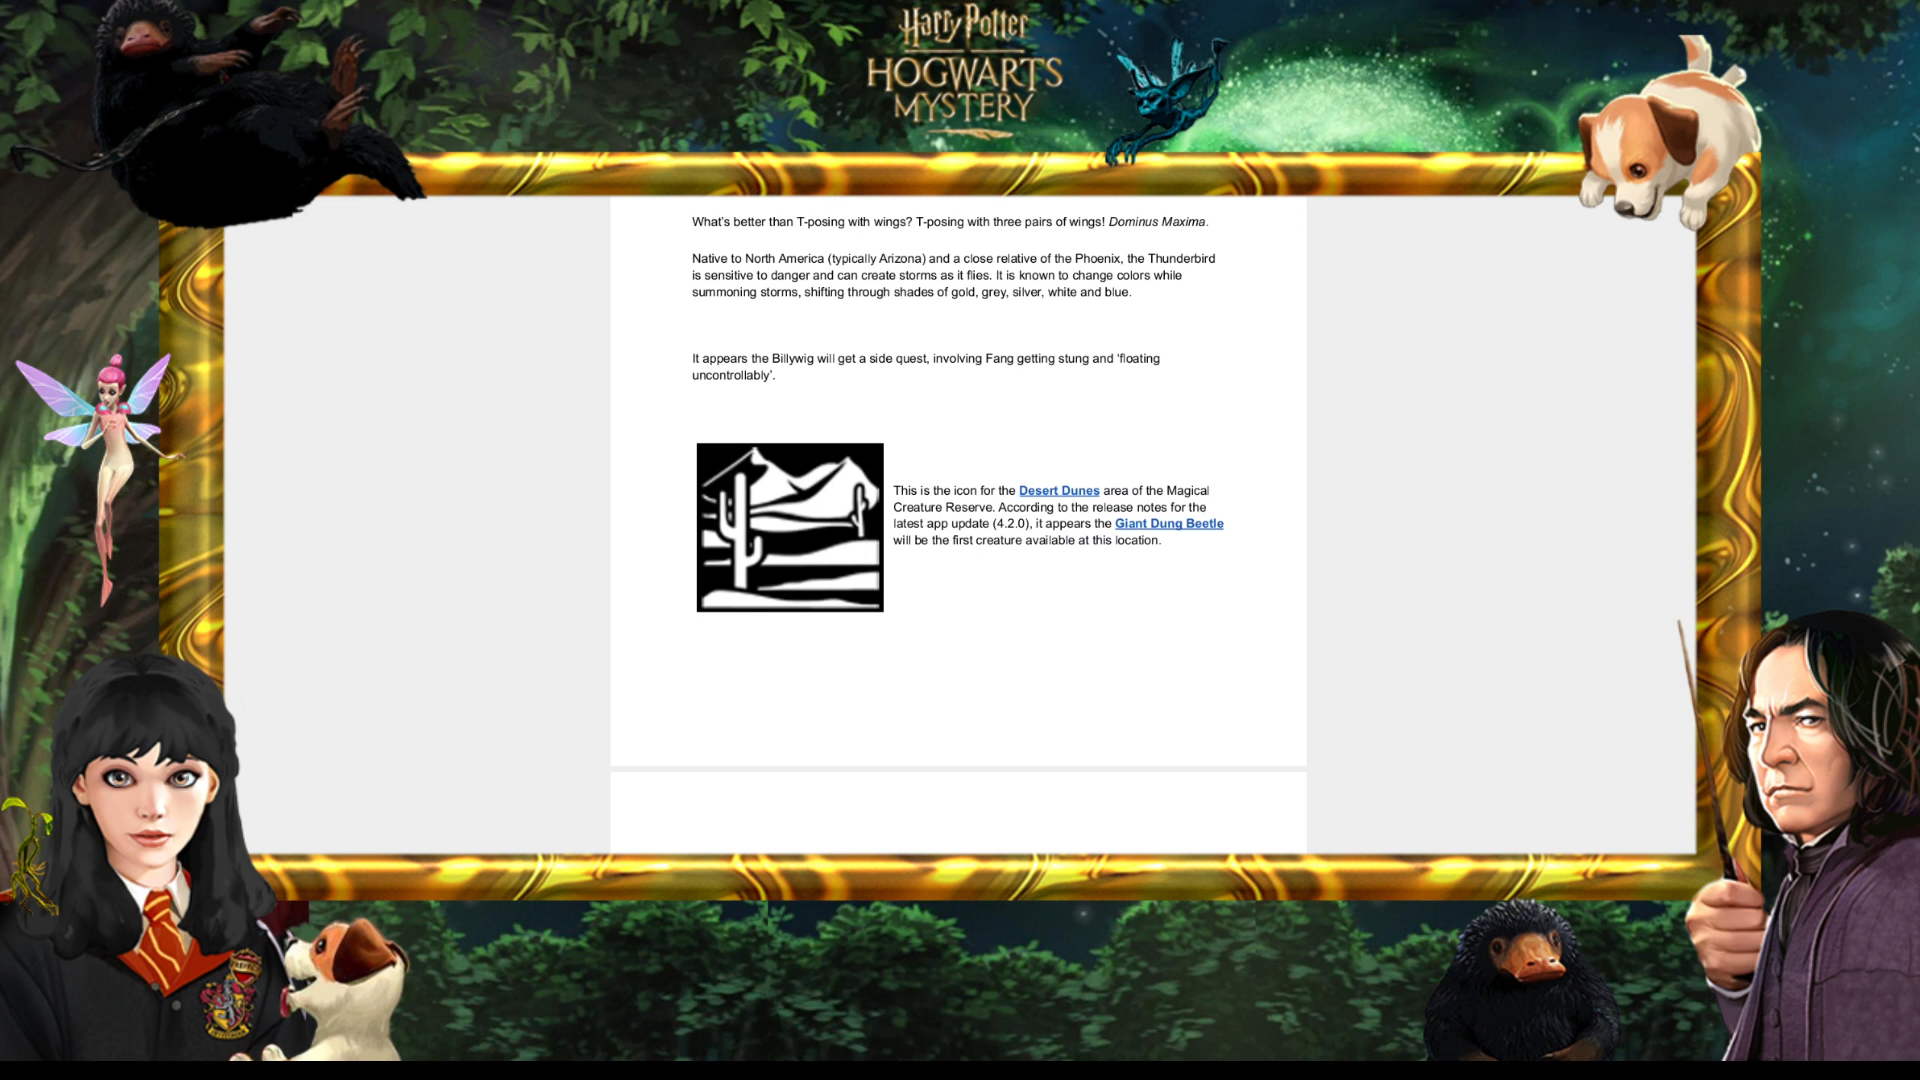 Harry Potter
HOGWARTS
MYSTERY
What's better than T-posing with wings? T-posing with three pairs of wings! Dominus Maxima.
Native to North America (typically Arizona) and a close relative of the Phoenix, the Thunderbird
is sensitive to danger and can create storms as it flies. It is known to change colors while
summoning storms, shifting through shades of gold, grey, silver, white and blue.
It appears the Billywig will get a side quest, involving Fang getting stung and ‘floating
uncontrollably’.
This is the icon for the Desert Dunes area of the Magical
Creature Reserve. According to the release notes for the
latest app update (4.2.0), it appears the Giant Dung Beetle
will be the first creature available at this location.
PREFECT